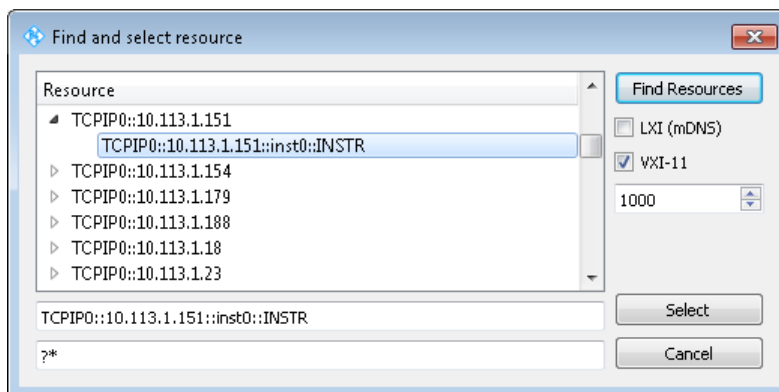 Find and select resource
Resource
TCPIP0::10.113.1.151
TCPIP0::10.113.1.151::inst0::INSTR
TCPIP0::10.113.1.154
TCPIP0::10.113.1.179
TCPIP0::10.113.1.188
TCPIP0::10.113.1.18
TCPIP0::10.113.1.23
TCPIP0::10.113.1.151::inst0::INSTR
?*
Find Resources
LXI (mDNS)
VXI-11
1000
Select
Cancel